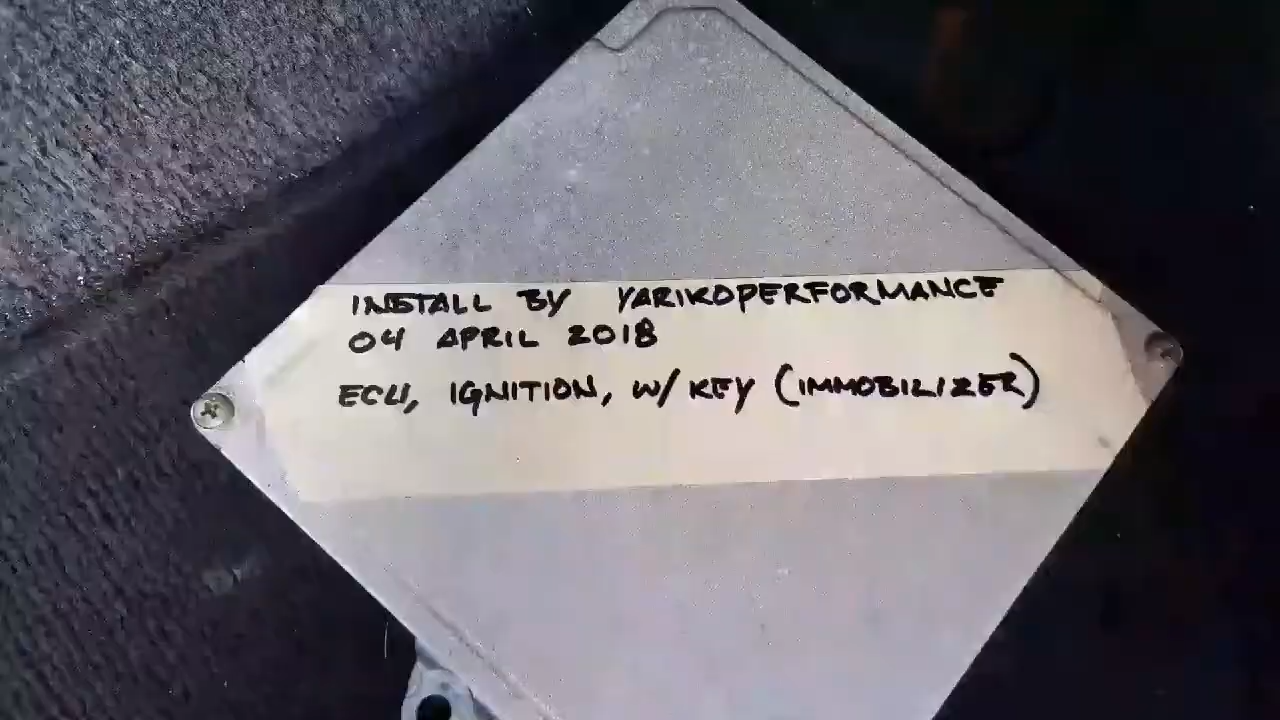 INSTALL BY YARIKOPERFORMANCE
04 APRIL 2018
ECU, IGNITION, W/ KEY (IMMOBILIZER)